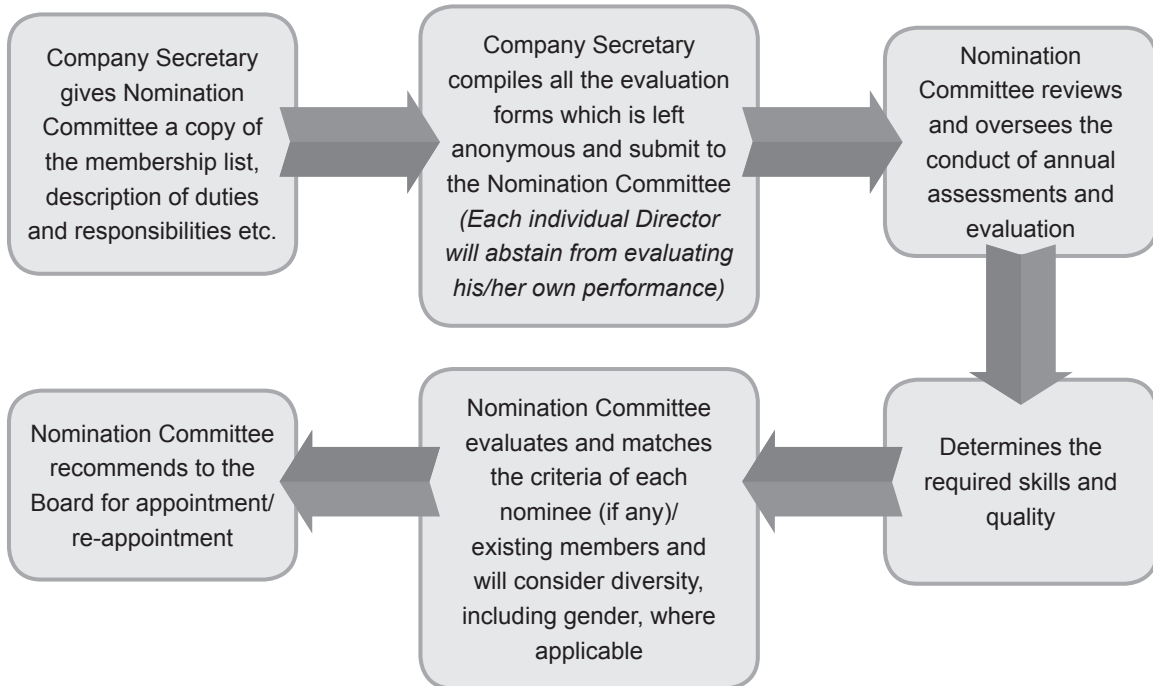 Company Secretary
gives Nomination
Committee a copy of
the membership list,
description of duties
and responsibilities etc.
Company Secretary
compiles all the evaluation
forms which is left
anonymous and submit to
the Nomination Committee
(Each individual Director
will abstain from evaluating
his/her own performance)
Nomination
Committee reviews
and oversees the
conduct of annual
assessments and
evaluation
Determines the
required skills and
quality
Nomination Committee
evaluates and matches
the criteria of each
nominee (if any)/
existing members and
will consider diversity,
including gender, where
applicable
Nomination Committee
recommends to the
Board for appointment/
re-appointment